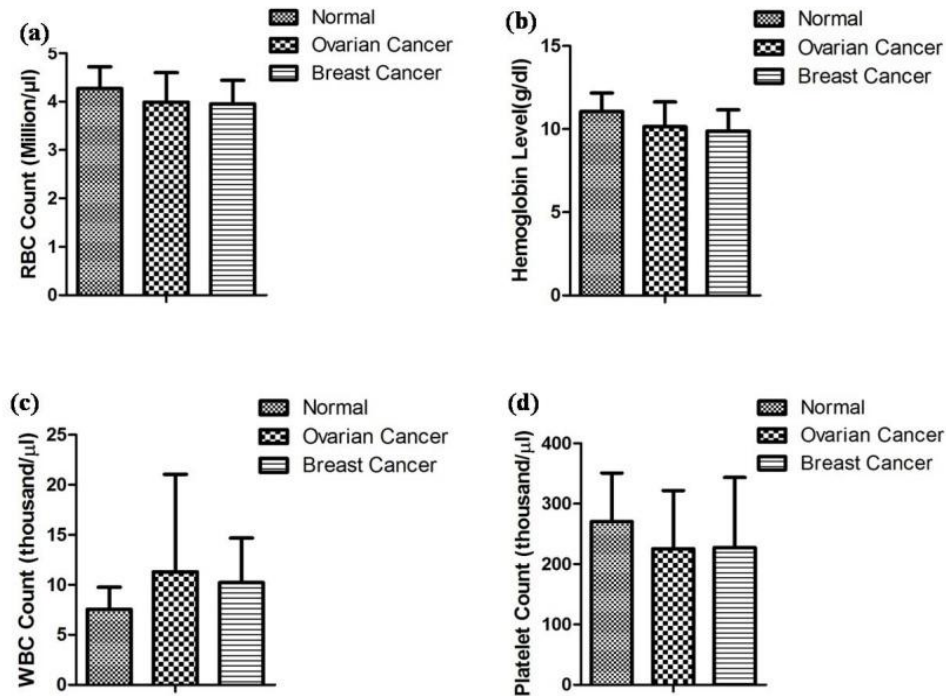 (a)
Normal
Ovarian Cancer
Breast Cancer
RBC Count (Million/µl)
5
4
3
2
1
0
(b)
Normal
Ovarian Cancer
Breast Cancer
Hemoglobin Level(g/dl)
15
10
5
0
(c)
Normal
Ovarian Cancer
Breast Cancer
WBC Count (thousand/µl)
25
20
15
10
5
0
(d)
Normal
Ovarian Cancer
Breast Cancer
Platelet Count (thousand/µl)
400
300
200
100
0